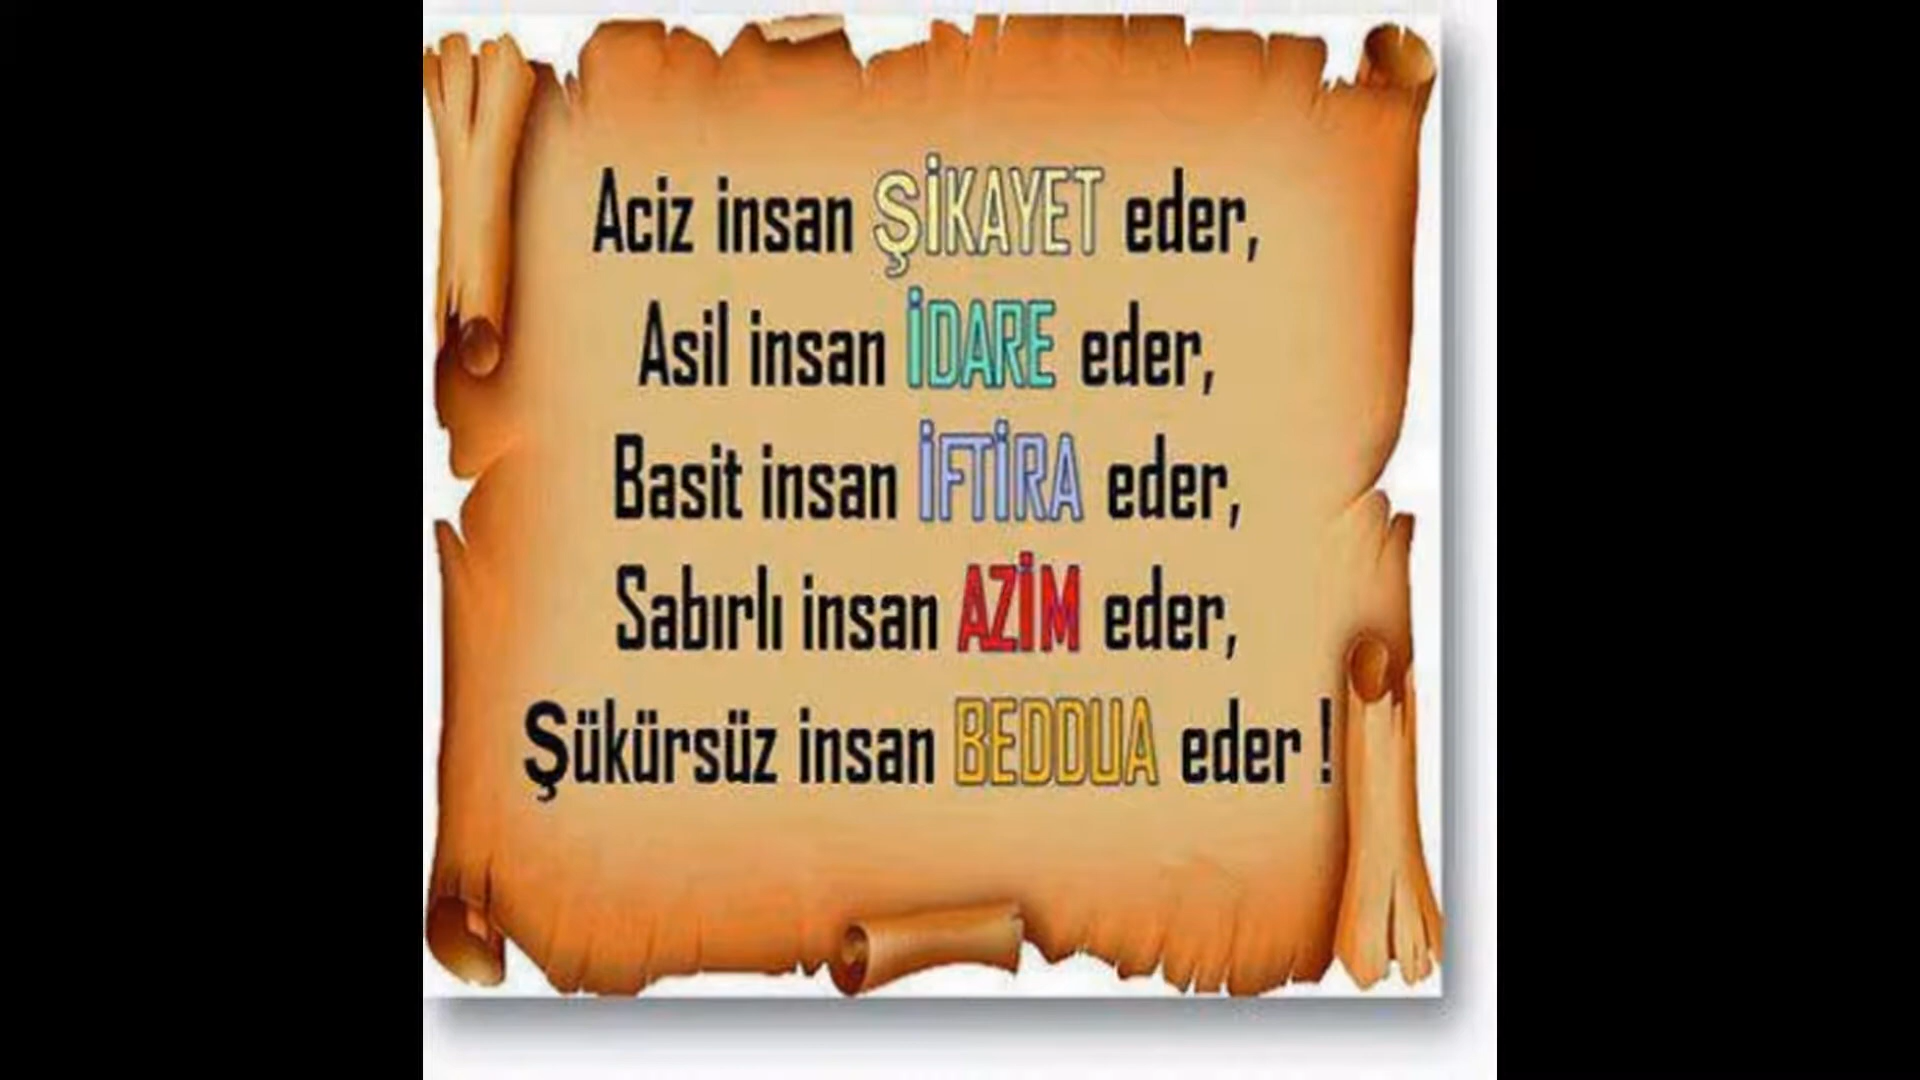 Aciz insan ŞİKAYET eder,
Asil insan İDARE eder,
Basit insan İFTİRA eder,
Sabırlı insan AZİM eder,
Şükürsüz insan BEDDUA eder !